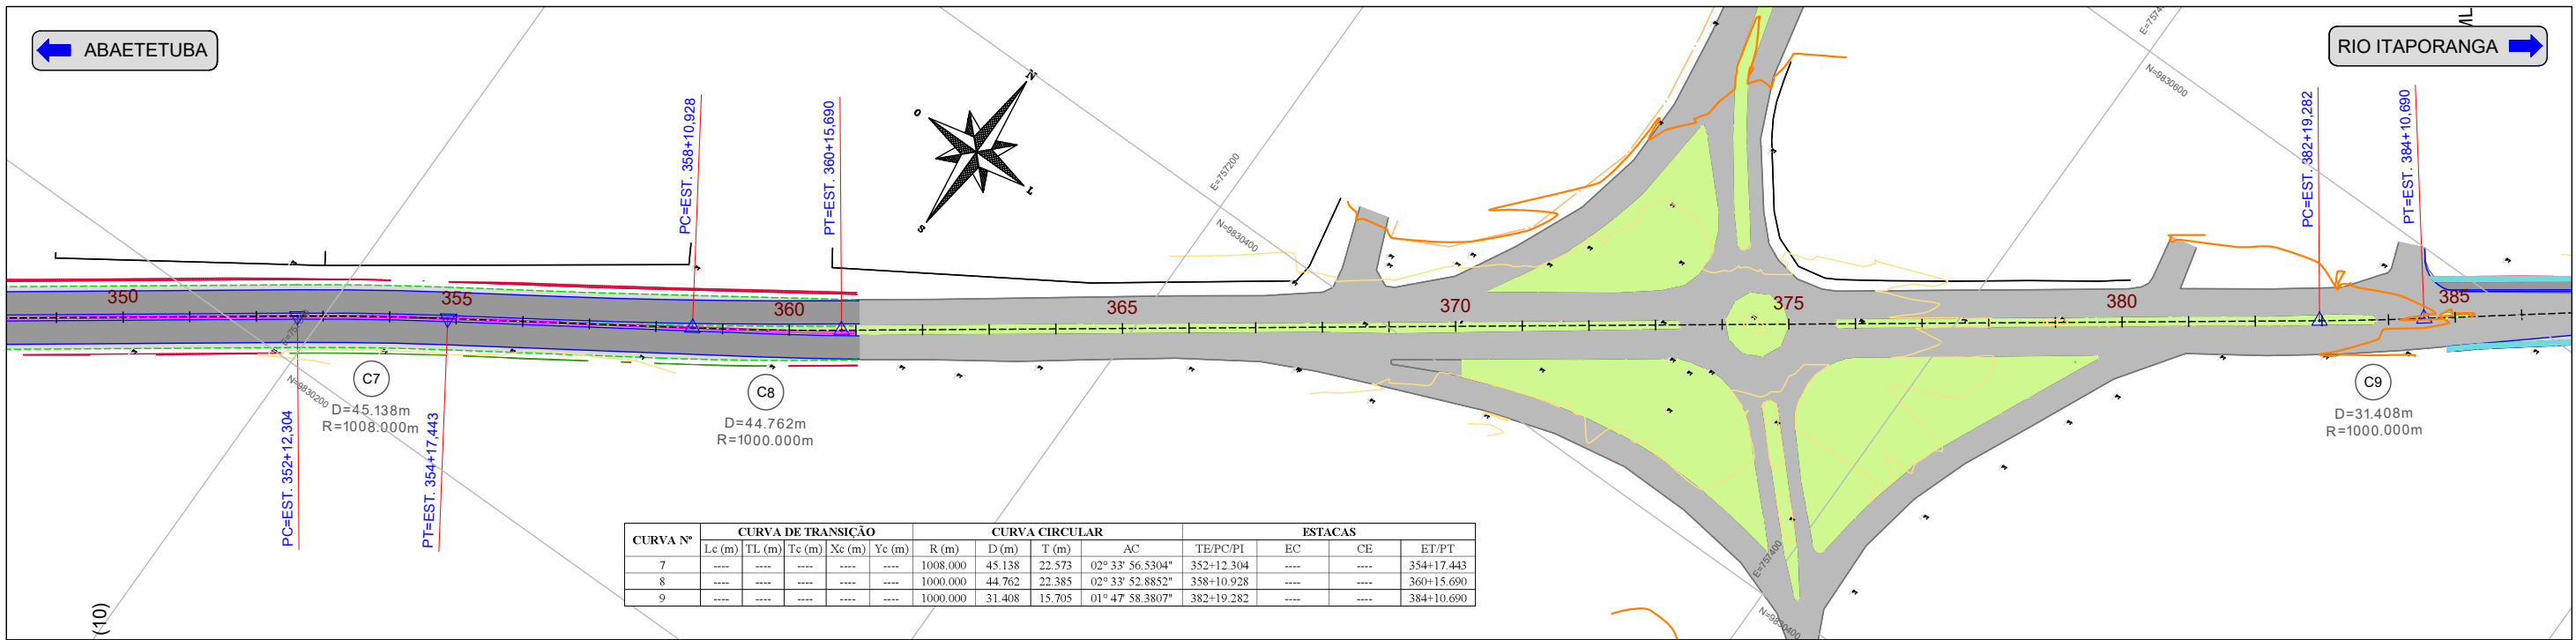 ABAETETUBA
RIO ITAPORANGA
N
O
L
S
E=757200
N=9830400
N=9830600
PC=EST. 358+10,928
PT=EST. 360+15,690
PC=EST. 382+19,282
PT=EST. 384+10,690
350
355
360
365
370
375
380
385
N=9830200
C7
D=45.138m
R=1008.000m
C8
D=44.762m
R=1000.000m
C9
D=31.408m
R=1000.000m
PC=EST. 352+12,304
PT=EST. 354+17,443
E=757400
N=9830400
(10)
CURVA Nº CURVA DE TRANSIÇÃO CURVA CIRCULAR ESTACAS
Lc (m) TL (m) Tc (m) Xc (m) Yc (m) R (m) D (m) T (m) AC TE/PC/PI EC CE ET/PT
7 ---- ---- ---- ---- ---- 1008.000 45.138 22.573 02° 33' 56.5304" 352+12.304 ---- ---- 354+17.443
8 ---- ---- ---- ---- ---- 1000.000 44.762 22.385 02° 33' 52.8852" 358+10.928 ---- ---- 360+15.690
9 ---- ---- ---- ---- ---- 1000.000 31.408 15.705 01° 47' 58.3807" 382+19.282 ---- ---- 384+10.690